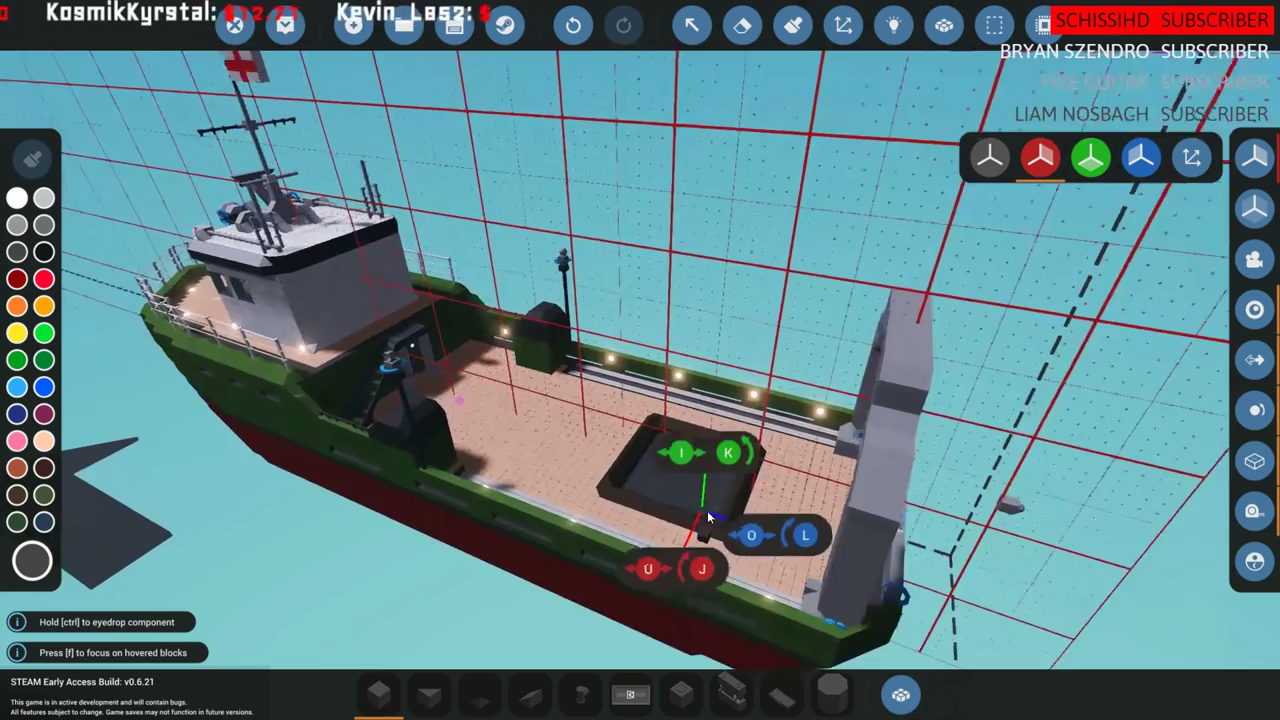 KosmikKyrstal:
Kevin_L852: $
SCHISSIHD SUBSCRIBER
BRYAN SZENDRO SUBSCRIBER
SUBSCRIBER
LIAM NOSBACH SUBSCRIBER
I K
O L
U J
Hold [ctrl] to eyedrop component
Press [f] to focus on hovered blocks
STEAM Early Access Build: v0.6.21
This game is in active development and will contain bugs.
All features subject to change. Game saves may not function in future versions.